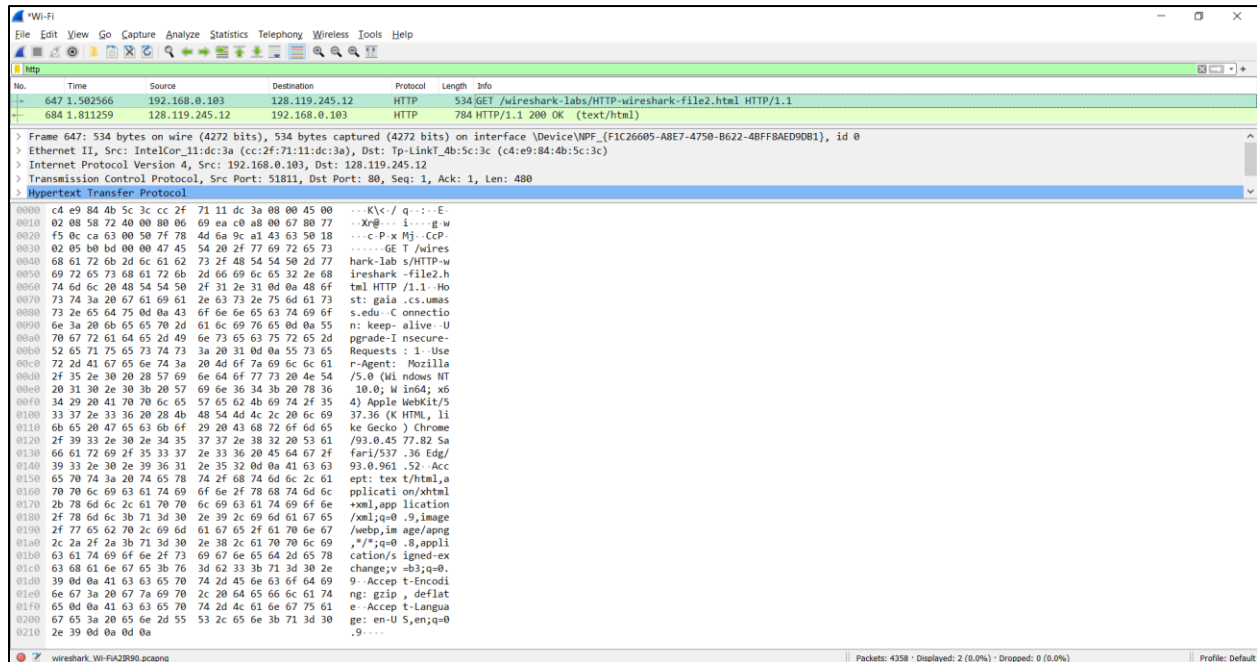 *Wi-Fi
File Edit View Go Capture Analyze Statistics Telephony Wireless Tools Help
http
No. Time Source Destination Protocol Length Info
647 1.502566 192.168.0.103 128.119.245.12 HTTP 534 GET /wireshark-labs/HTTP-wireshark-file2.html HTTP/1.1
684 1.811259 128.119.245.12 192.168.0.103 HTTP 784 HTTP/1.1 200 OK (text/html)
> Frame 647: 534 bytes on wire (4272 bits), 534 bytes captured (4272 bits) on interface \Device\NPF_{F1C26605-A8E7-4750-B622-4BFF8AED9DB1}, id 0
> Ethernet II, Src: IntelCor_11:dc:3a (cc:2f:71:11:dc:3a), Dst: Tp-LinkT_4b:5c:3c (c4:e9:84:4b:5c:3c)
> Internet Protocol Version 4, Src: 192.168.0.103, Dst: 128.119.245.12
> Transmission Control Protocol, Src Port: 51811, Dst Port: 80, Seq: 1, Ack: 1, Len: 480
> Hypertext Transfer Protocol
0000 c4 e9 84 4b 5c 3c cc 2f 71 11 dc 3a 08 00 45 00 ···K\<·/ q··:··E·
0010 02 08 58 72 40 00 80 06 69 ea c0 a8 00 67 80 77 ··Xr@··· i····g·w
0020 f5 0c ca 63 00 50 7f 78 4d 6a 9c a1 43 63 50 18 ···c·P·x Mj··CcP·
0030 02 05 b0 bd 00 00 47 45 54 20 2f 77 69 72 65 73 ······GE T /wires
0040 68 61 72 6b 2d 6c 61 62 73 2f 48 54 54 50 2d 77 hark-lab s/HTTP-w
0050 69 72 65 73 68 61 72 6b 2d 66 69 6c 65 32 2e 68 ireshark -file2.h
0060 74 6d 6c 20 48 54 54 50 2f 31 2e 31 0d 0a 48 6f tml HTTP /1.1··Ho
0070 73 74 3a 20 67 61 69 61 2e 63 73 2e 75 6d 61 73 st: gaia .cs.umas
0080 73 2e 65 64 75 0d 0a 43 6f 6e 6e 65 63 74 69 6f s.edu··C onnectio
0090 6e 3a 20 6b 65 65 70 2d 61 6c 69 76 65 0d 0a 55 n: keep- alive··U
00a0 70 67 72 61 64 65 2d 49 6e 73 65 63 75 72 65 2d pgrade-I nsecure-
00b0 52 65 71 75 65 73 74 73 3a 20 31 0d 0a 55 73 65 Requests : 1··Use
00c0 72 2d 41 67 65 6e 74 3a 20 4d 6f 7a 69 6c 6c 61 r-Agent: Mozilla
00d0 2f 35 2e 30 20 28 57 69 6e 64 6f 77 73 20 4e 54 /5.0 (Wi ndows NT
00e0 20 31 30 2e 30 3b 20 57 69 6e 36 34 3b 20 78 36 10.0; W in64; x6
00f0 34 29 20 41 70 70 6c 65 57 65 62 4b 69 74 2f 35 4) Apple WebKit/5
0100 33 37 2e 33 36 20 28 4b 48 54 4d 4c 2c 20 6c 69 37.36 (K HTML, li
0110 6b 65 20 47 65 63 6b 6f 29 20 43 68 72 6f 6d 65 ke Gecko ) Chrome
0120 2f 39 33 2e 30 2e 34 35 37 37 2e 38 32 20 53 61 /93.0.45 77.82 Sa
0130 66 61 72 69 2f 35 33 37 2e 33 36 20 45 64 67 2f fari/537 .36 Edg/
0140 39 33 2e 30 2e 39 36 31 2e 35 32 0d 0a 41 63 63 93.0.961 .52··Acc
0150 65 70 74 3a 20 74 65 78 74 2f 68 74 6d 6c 2c 61 ept: tex t/html,a
0160 70 70 6c 69 63 61 74 69 6f 6e 2f 78 68 74 6d 6c pplicati on/xhtml
0170 2b 78 6d 6c 2c 61 70 70 6c 69 63 61 74 69 6f 6e +xml,app lication
0180 2f 78 6d 6c 3b 71 3d 30 2e 39 2c 69 6d 61 67 65 /xml;q=0 .9,image
0190 2f 77 65 62 70 2c 69 6d 61 67 65 2f 61 70 6e 67 /webp,im age/apng
01a0 2c 2a 2f 2a 3b 71 3d 30 2e 38 2c 61 70 70 6c 69 ,*/*;q=0 .8,appli
01b0 63 61 74 69 6f 6e 2f 73 69 67 6e 65 64 2d 65 78 cation/s igned-ex
01c0 63 68 61 6e 67 65 3b 76 3d 62 33 3b 71 3d 30 2e change;v =b3;q=0.
01d0 39 0d 0a 41 63 63 65 70 74 2d 45 6e 63 6f 64 69 9··Accep t-Encodi
01e0 6e 67 3a 20 67 7a 69 70 2c 20 64 65 66 6c 61 74 ng: gzip , deflat
01f0 65 0d 0a 41 63 63 65 70 74 2d 4c 61 6e 67 75 61 e··Accep t-Langua
0200 67 65 3a 20 65 6e 2d 55 53 2c 65 6e 3b 71 3d 30 ge: en-U S,en;q=0
0210 2e 39 0d 0a 0d 0a .9····
wireshark_Wi-FiA2IR90.pcapng Packets: 4358 · Displayed: 2 (0.0%) · Dropped: 0 (0.0%) Profile: Default